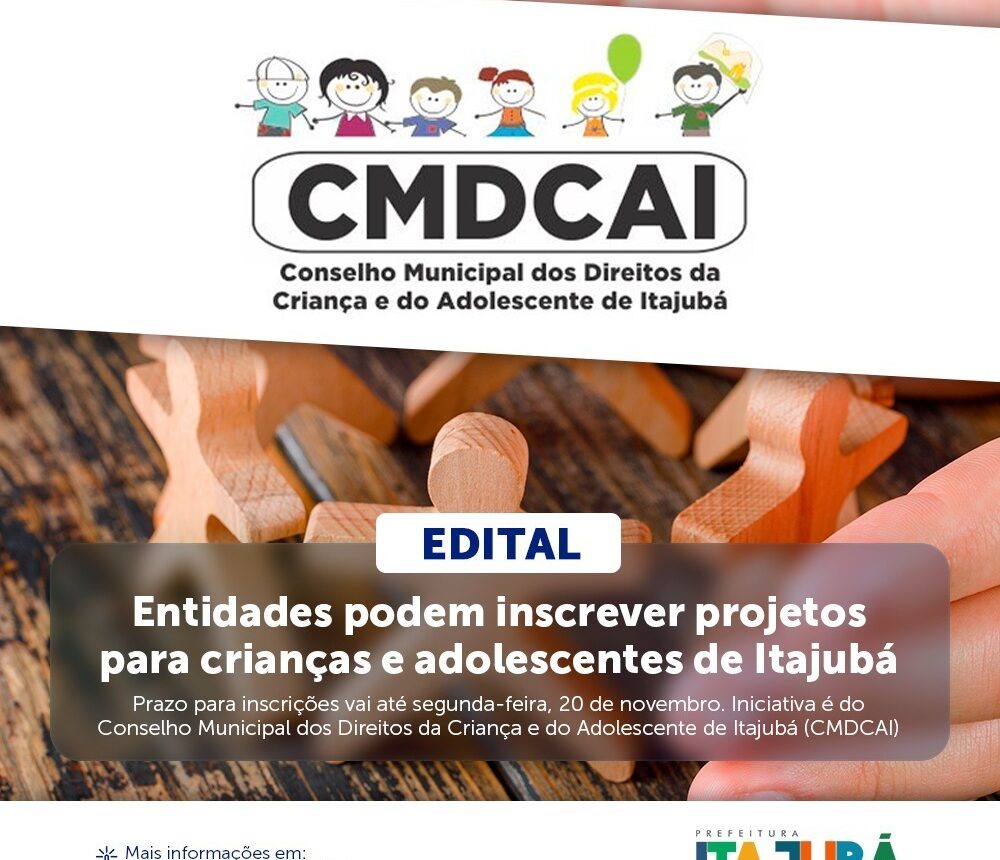 CMDCAI
Conselho Municipal dos Direitos da
Criança e do Adolescente de Itajubá
EDITAL
Entidades podem inscrever projetos
para crianças e adolescentes de Itajubá
Prazo para inscrições vai até segunda-feira, 20 de novembro. Iniciativa é do
Conselho Municipal dos Direitos da Criança e do Adolescente de Itajubá (CMDCAI)
Mais informações em:
PREFEITURA
ITAJUBÁ